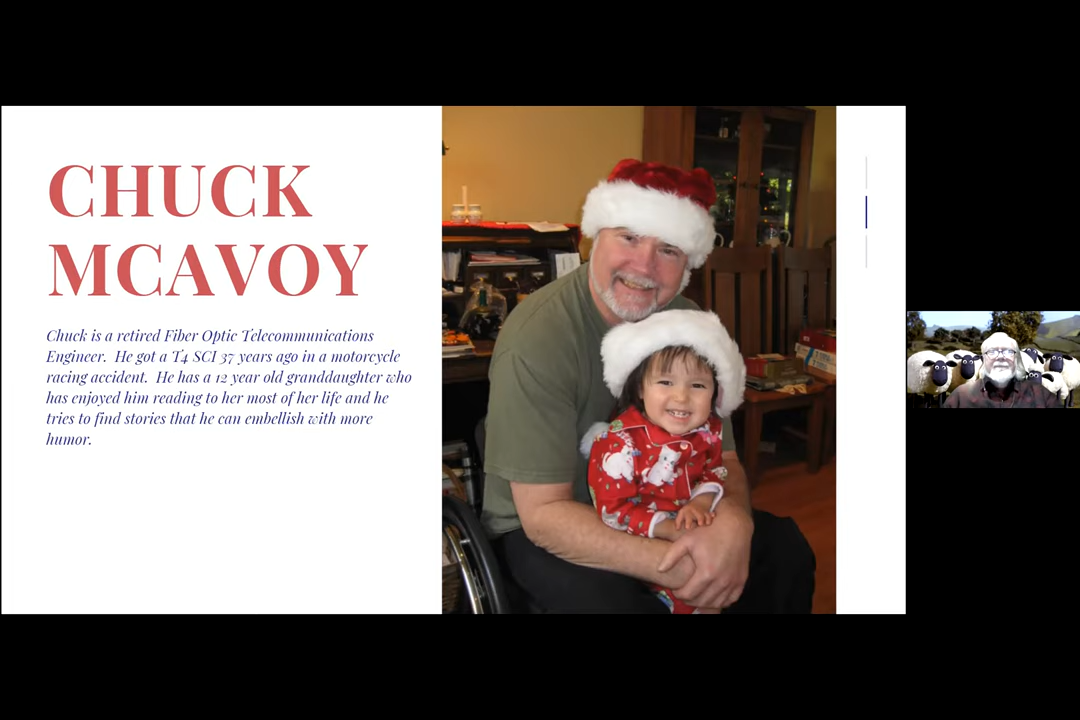 CHUCK
MCAVOY
Chuck is a retired Fiber Optic Telecommunications
Engineer.  He got a T4 SCI 37 years ago in a motorcycle
racing accident.  He has a 12 year old granddaughter who
has enjoyed him reading to her most of her life and he
tries to find stories that he can embellish with more
humor.